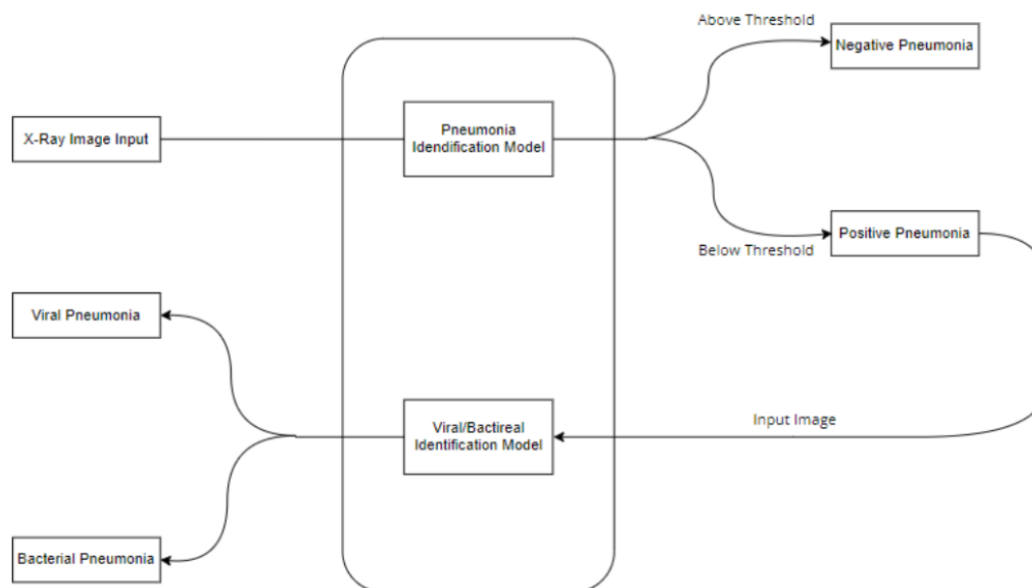 Above Threshold
Negative Pneumonia
X-Ray Image Input
Pneumonia
Idendification Model
Positive Pneumonia
Below Threshold
Viral Pneumonia
Viral/Bactireal
Identification Model
Input Image
Bacterial Pneumonia